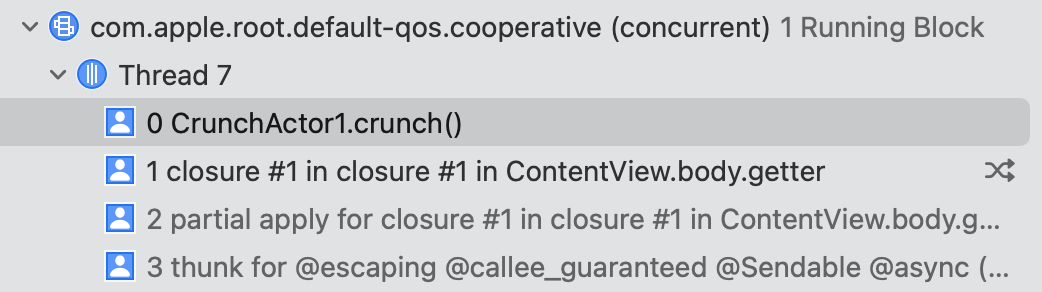 com.apple.root.default-qos.cooperative (concurrent) 1 Running Block
Thread 7
0 CrunchActor1.crunch()
1 closure #1 in closure #1 in ContentView.body.getter
2 partial apply for closure #1 in closure #1 in ContentView.body.g...
3 thunk for @escaping @callee_guaranteed @Sendable @async (...